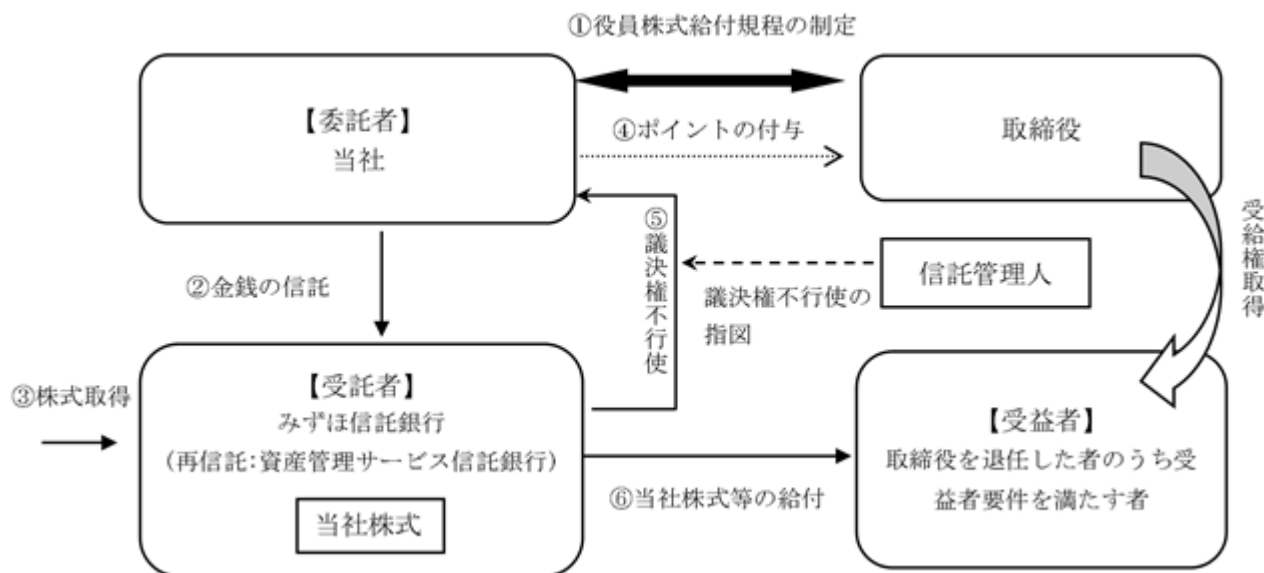 ①役員株式給付規程の制定
【委託者】
当社
④ポイントの付与
取締役
②金銭の信託
⑤議決権不行使
信託管理人
議決権不行使の
指図
受給権取得
③株式取得
【受託者】
みずほ信託銀行
(再信託:資産管理サービス信託銀行)
当社株式
⑥当社株式等の給付
【受益者】
取締役を退任した者のうち受
益者要件を満たす者